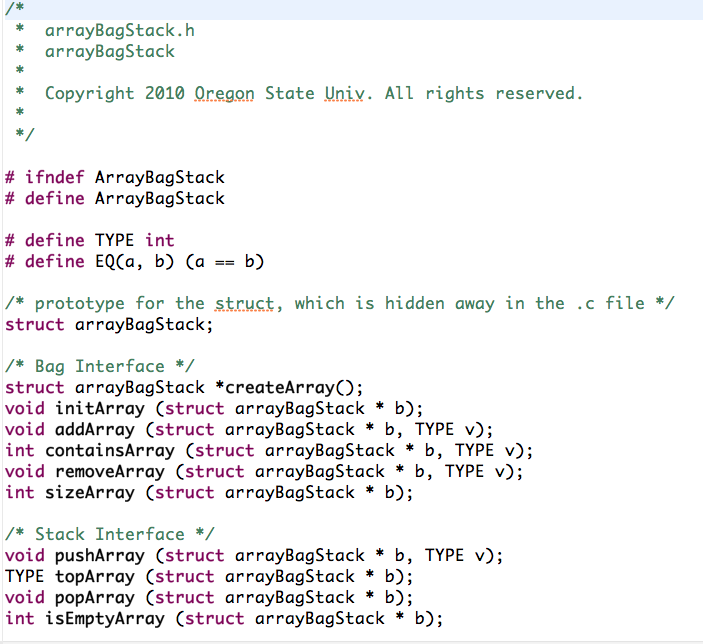 /*
 *  arrayBagStack.h
 *  arrayBagStack
 *
 *  Copyright 2010 Oregon State Univ. All rights reserved.
 *
 */
# ifndef ArrayBagStack
# define ArrayBagStack
# define TYPE int
# define EQ(a, b) (a == b)
/* prototype for the struct, which is hidden away in the .c file */
struct arrayBagStack;
/* Bag Interface */
struct arrayBagStack *createArray();
void initArray (struct arrayBagStack * b);
void addArray (struct arrayBagStack * b, TYPE v);
int containsArray (struct arrayBagStack * b, TYPE v);
void removeArray (struct arrayBagStack * b, TYPE v);
int sizeArray (struct arrayBagStack * b);
/* Stack Interface */
void pushArray (struct arrayBagStack * b, TYPE v);
TYPE topArray (struct arrayBagStack * b);
void popArray (struct arrayBagStack * b);
int isEmptyArray (struct arrayBagStack * b);